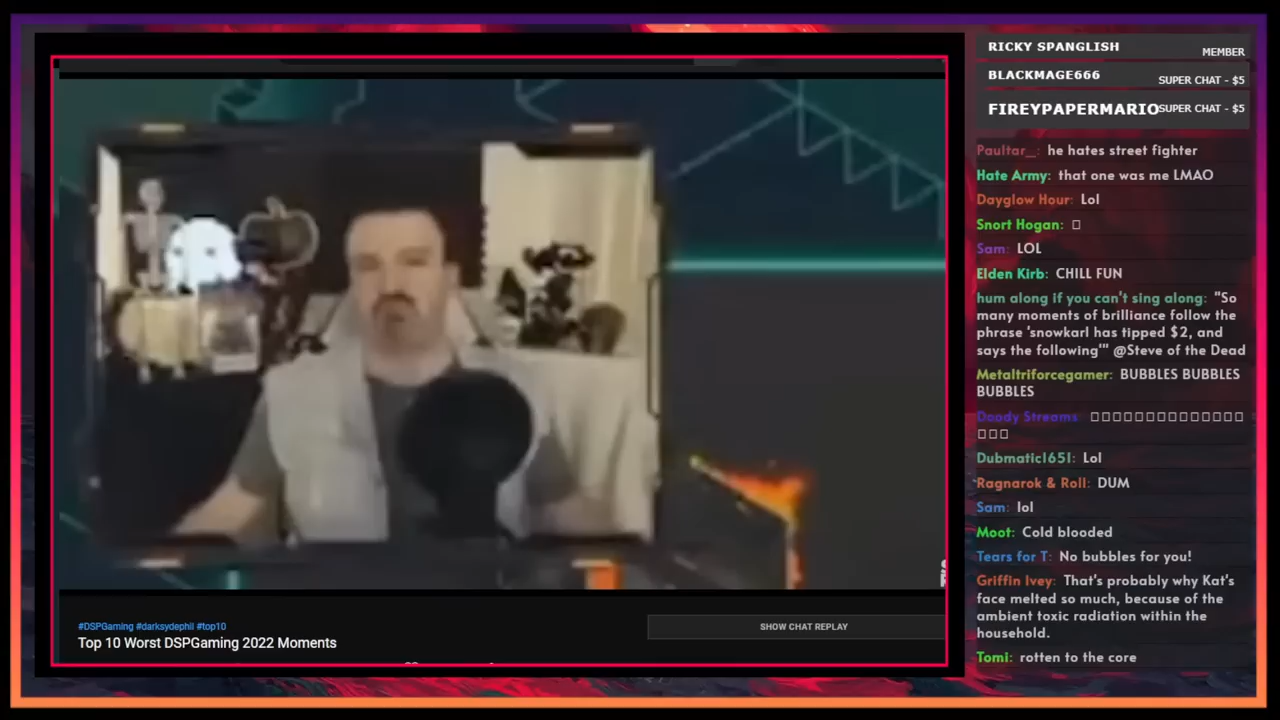 #DSPGaming #darksydephil #top10
Top 10 Worst DSPGaming 2022 Moments
SHOW CHAT REPLAY
RICKY SPANGLISH
MEMBER
BLACKMAGE666
SUPER CHAT - $5
FIREYPAPERMARIO
SUPER CHAT - $5
Paultar_: he hates street fighter
Hate Army: that one was me LMAO
Dayglow Hour: Lol
Snort Hogan: □
Sam: LOL
Elden Kirb: CHILL FUN
hum along if you can't sing along: "So
many moments of brilliance follow the
phrase 'snowkarl has tipped $2, and
says the following'" @Steve of the Dead
Metaltriforcegamer: BUBBLES BUBBLES
BUBBLES
Doody Streams: □□□□□□□□□□□□□□
□□□
Dubmatic1651: Lol
Ragnarok & Roll: DUM
Sam: lol
Moot: Cold blooded
Tears for T: No bubbles for you!
Griffin Ivey: That's probably why Kat's
face melted so much, because of the
ambient toxic radiation within the
household.
Tomi: rotten to the core